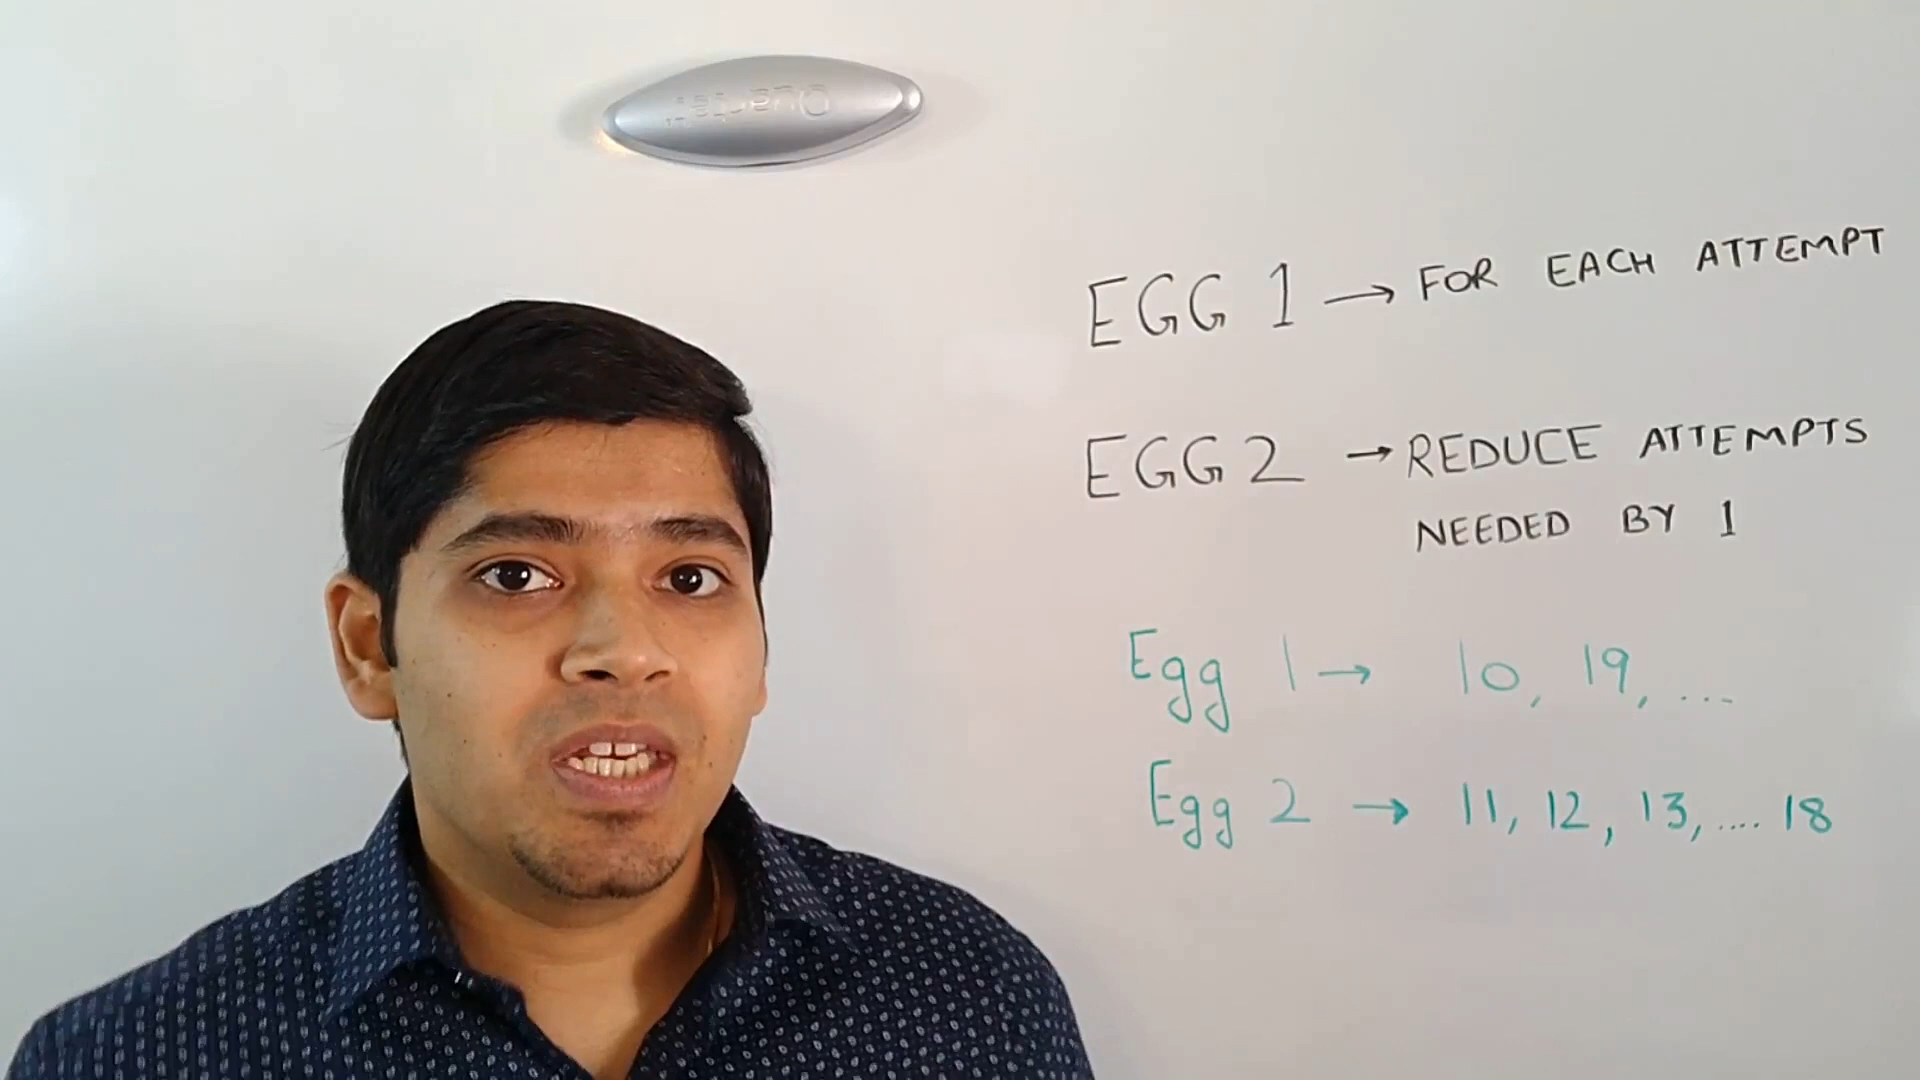 Quartet
EGG 1 → FOR EACH ATTEMPT
EGG 2 → REDUCE ATTEMPTS
NEEDED BY 1
Egg 1 → 10, 19, ...
Egg 2 → 11, 12, 13, .... 18